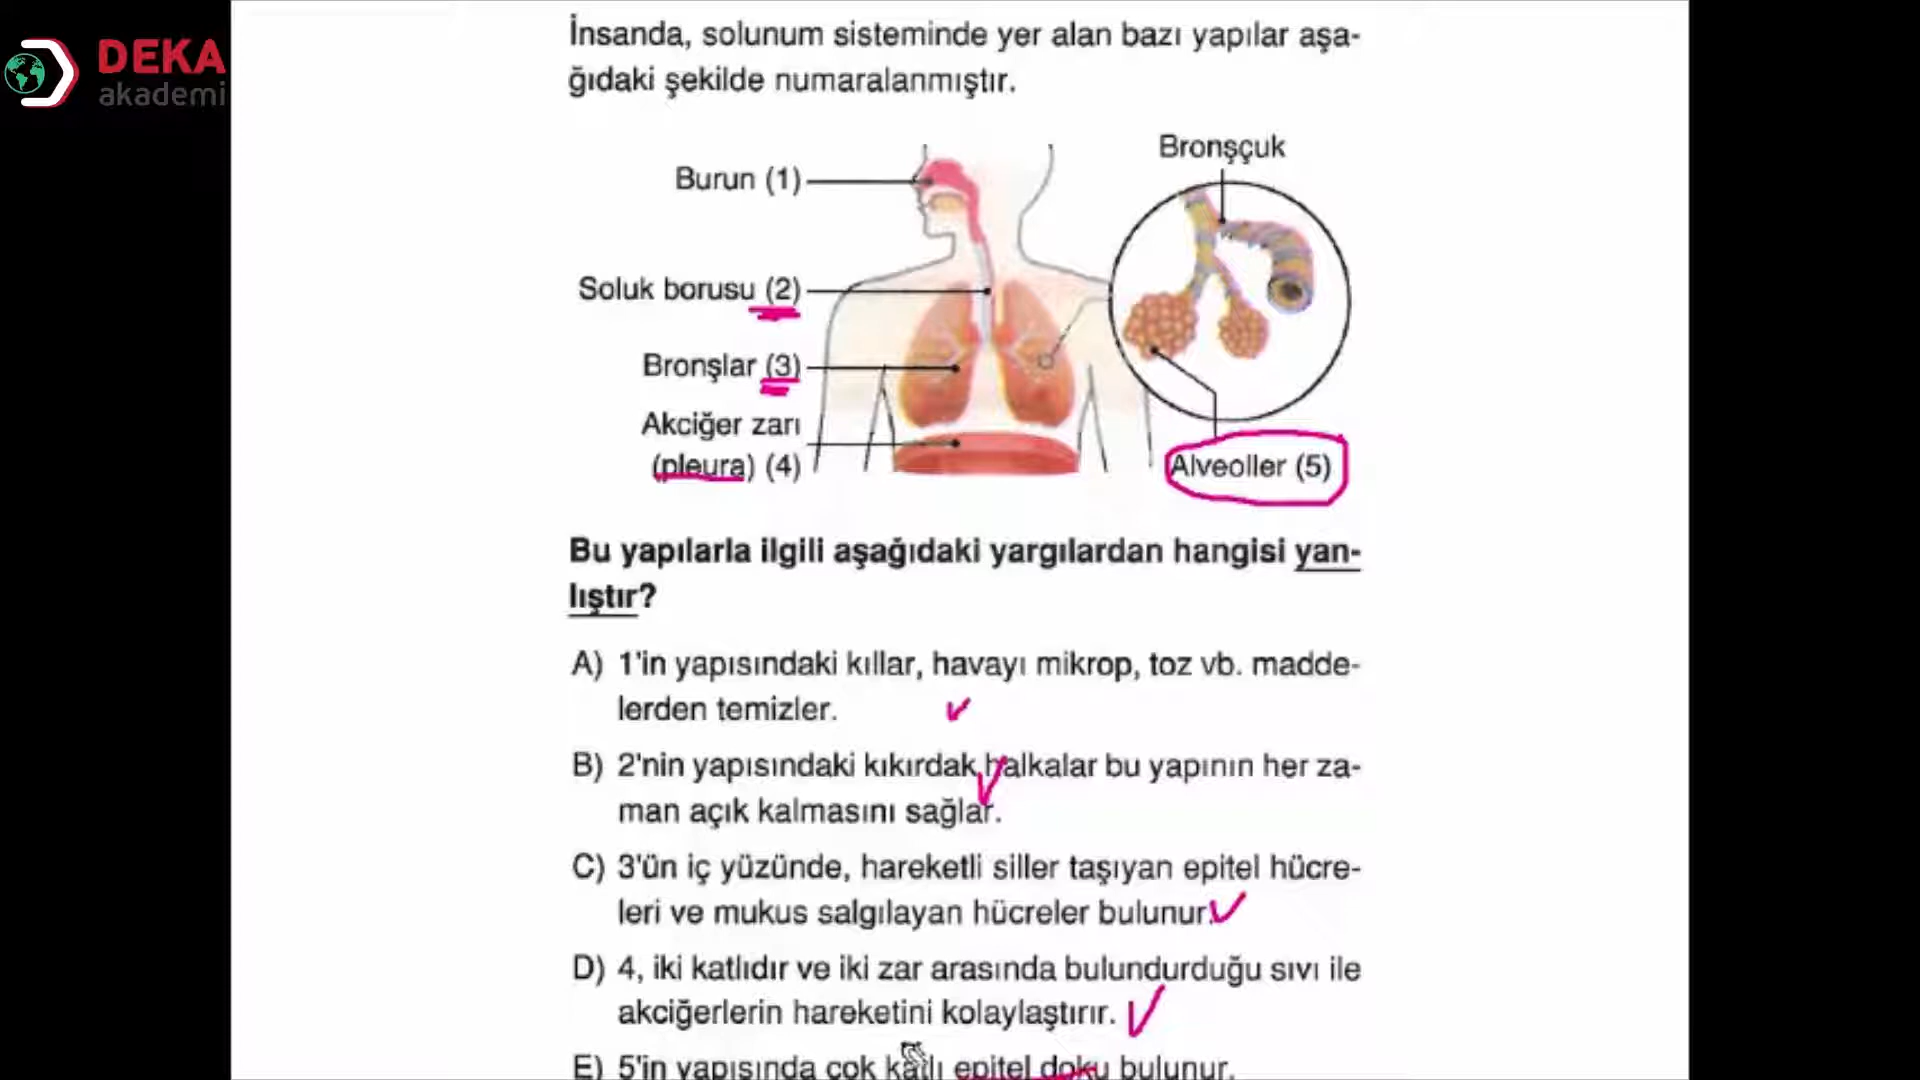 DEKA
akademi
İnsanda, solunum sisteminde yer alan bazı yapılar aşa-
ğıdaki şekilde numaralanmıştır.
Bronşçuk
Burun (1)
Soluk borusu (2)
Bronşlar (3)
Akciğer zarı
(pleura) (4)
Alveoller (5)
Bu yapılarla ilgili aşağıdaki yargılardan hangisi yan-
lıştır?
A) 1'in yapısındaki kıllar, havayı mikrop, toz vb. madde-
lerden temizler.
B) 2'nin yapısındaki kıkırdak halkalar bu yapının her za-
man açık kalmasını sağlar.
C) 3'ün iç yüzünde, hareketli siller taşıyan epitel hücre-
leri ve mukus salgılayan hücreler bulunur.
D) 4, iki katlıdır ve iki zar arasında bulundurduğu sıvı ile
akciğerlerin hareketini kolaylaştırır.
E) 5'in yapısında çok katlı epitel doku bulunur.